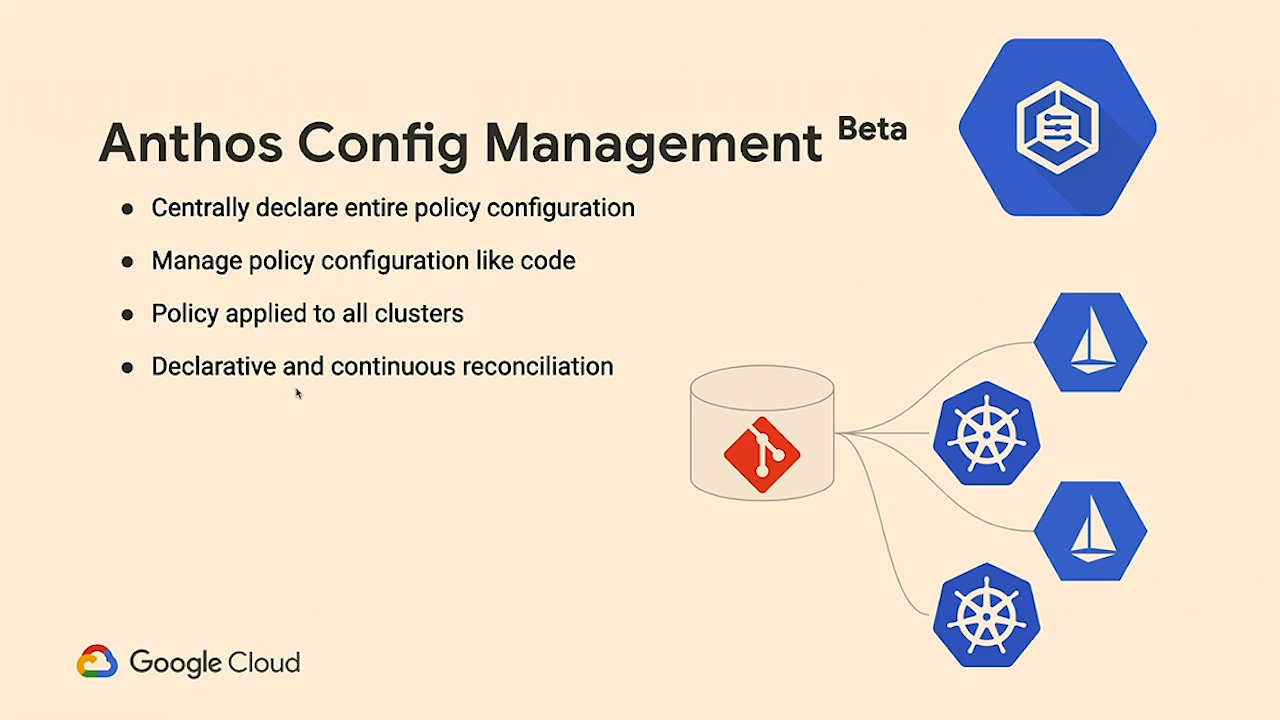 Anthos Config Management Beta
● Centrally declare entire policy configuration
● Manage policy configuration like code
● Policy applied to all clusters
● Declarative and continuous reconciliation
Google Cloud